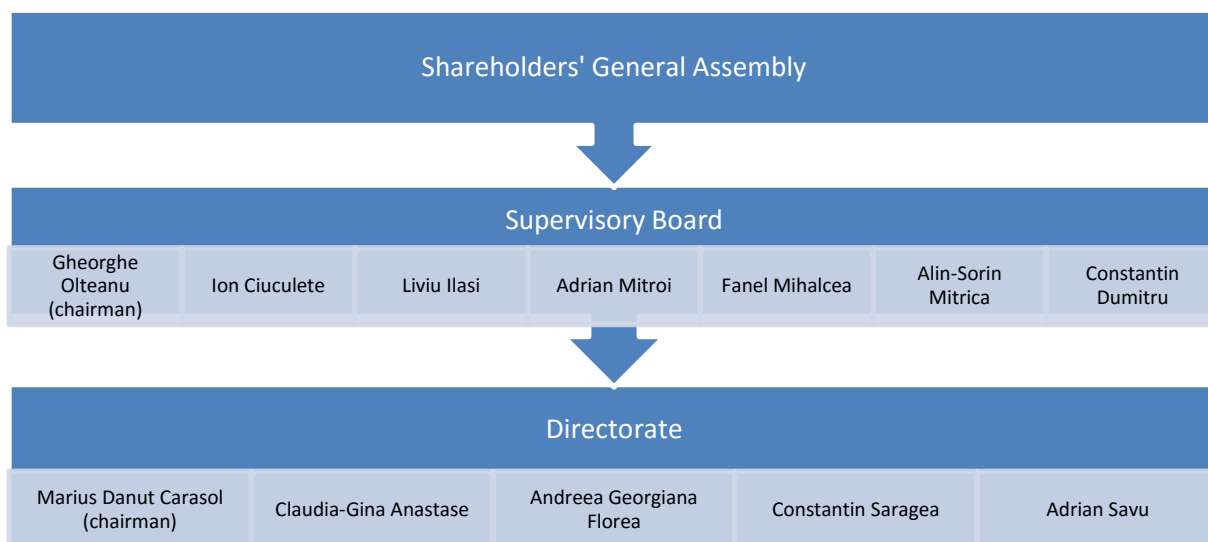 Shareholders' General Assembly
Supervisory Board
Gheorghe
Olteanu
(chairman)
Ion Ciuculete
Liviu Ilasi
Adrian Mitroi
Fanel Mihalcea
Alin-Sorin
Mitrica
Constantin
Dumitru
Directorate
Marius Danut Carasol
(chairman)
Claudia-Gina Anastase
Andreea Georgiana
Florea
Constantin Saragea
Adrian Savu